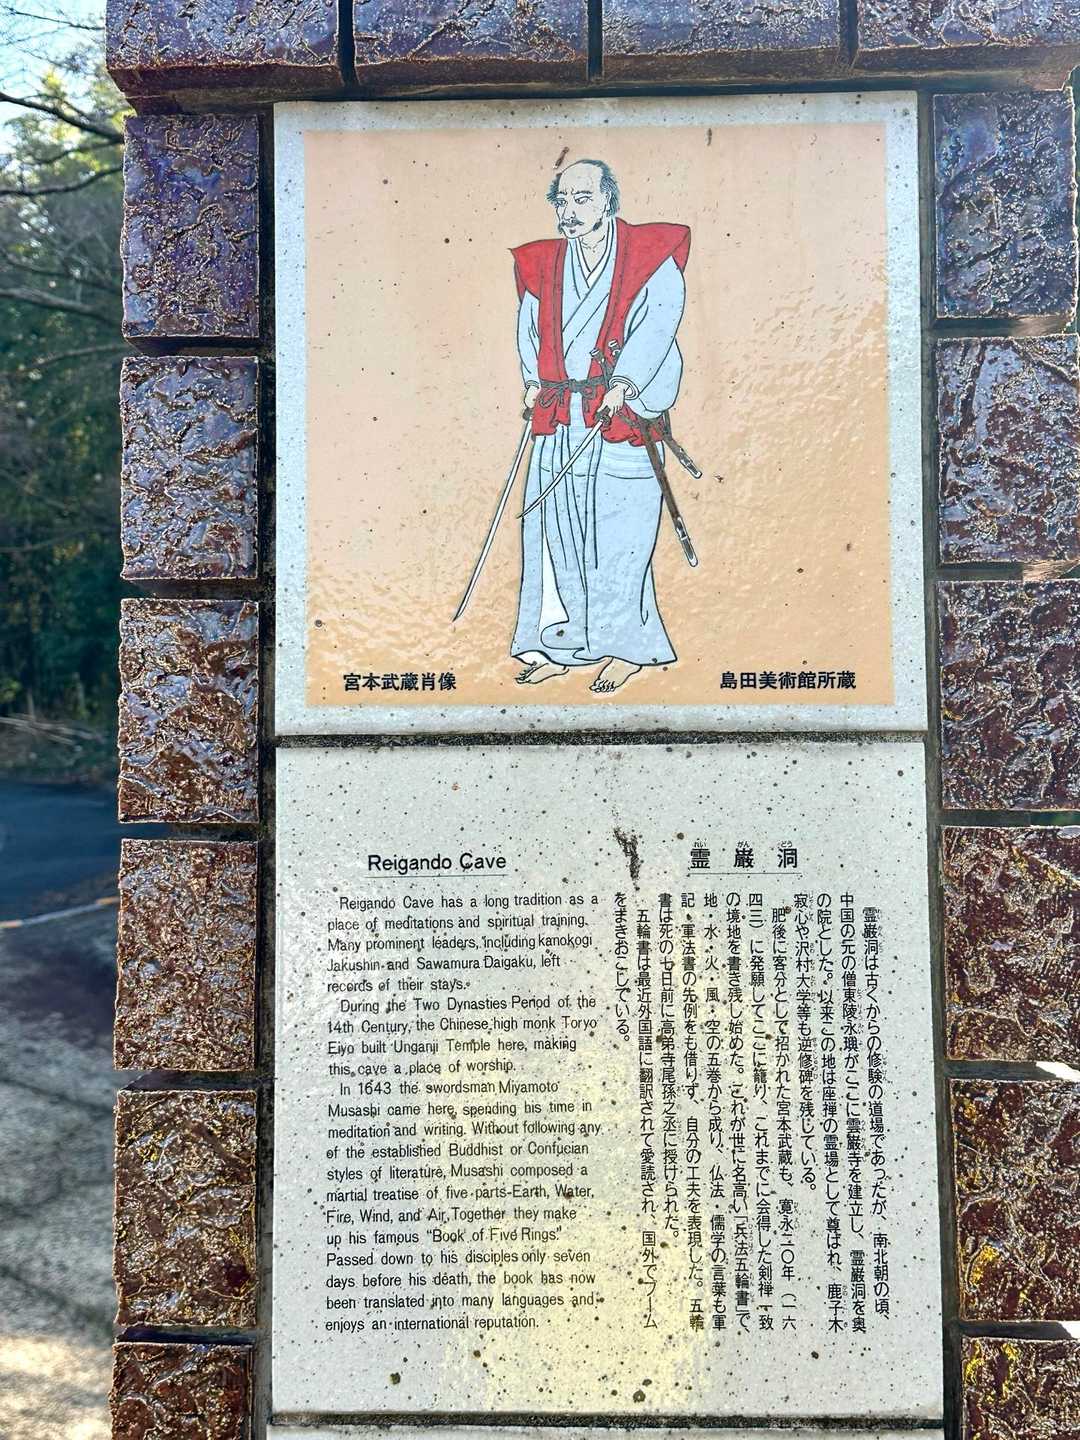 宮本武蔵肖像
島田美術館所蔵
Reigando Cave
Reigando Cave has a long tradition as a
place of meditations and spiritual training.
Many prominent leaders, including kanokogi
Jakushin and Sawamura Daigaku, left
records of their stays.
During the Two Dynasties Period of the
14th Century, the Chinese high monk Toryo
Eiyo built Unganji Temple here, making
this cave a place of worship.
In 1643 the swordsman Miyamoto
Musashi came here, spending his time in
meditation and writing. Without following any
of the established Buddhist or Confucian
styles of literature, Musashi composed a
martial treatise of five parts-Earth, Water,
Fire, Wind, and Air. Together they make
up his famous "Book of Five Rings."
Passed down to his disciples only seven
days before his death, the book has now
been translated into many languages and
enjoys an international reputation.
霊巌洞
霊巌洞は古くからの修験の道場であったが、南北朝の頃、
中国の元の僧東陵永璵がここに雲巌寺を建立し、霊巌洞を奥
の院とした。以来この地は座禅の霊場として尊ばれ、鹿子木
寂心や沢村大学等も逆修碑を残している。
肥後に客分として招かれた宮本武蔵も、寛永二〇年（一六
四三）に発願してここに籠り、これまでに会得した剣禅一致
の境地を書き残し始めた。これが世に名高い「兵法五輪書」で、
地・水・火・風・空の五巻から成り、仏法・儒学の言葉も軍
記・軍法書の先例をも借りず、自分の工夫を表現した。五輪
書は死の七日前に高弟寺尾孫之丞に授けられた。
五輪書は最近外国語に翻訳されて愛読され、国外でブーム
をまきおこしている。